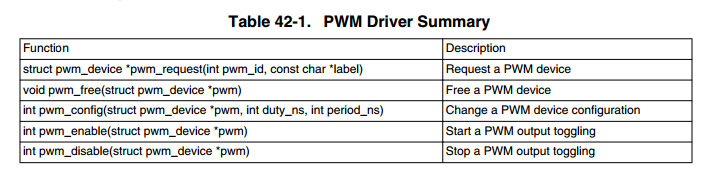 Table 42-1. PWM Driver Summary
Function Description
struct pwm_device *pwm_request(int pwm_id, const char *label) Request a PWM device
void pwm_free(struct pwm_device *pwm) Free a PWM device
int pwm_config(struct pwm_device *pwm, int duty_ns, int period_ns) Change a PWM device configuration
int pwm_enable(struct pwm_device *pwm) Start a PWM output toggling
int pwm_disable(struct pwm_device *pwm) Stop a PWM output toggling